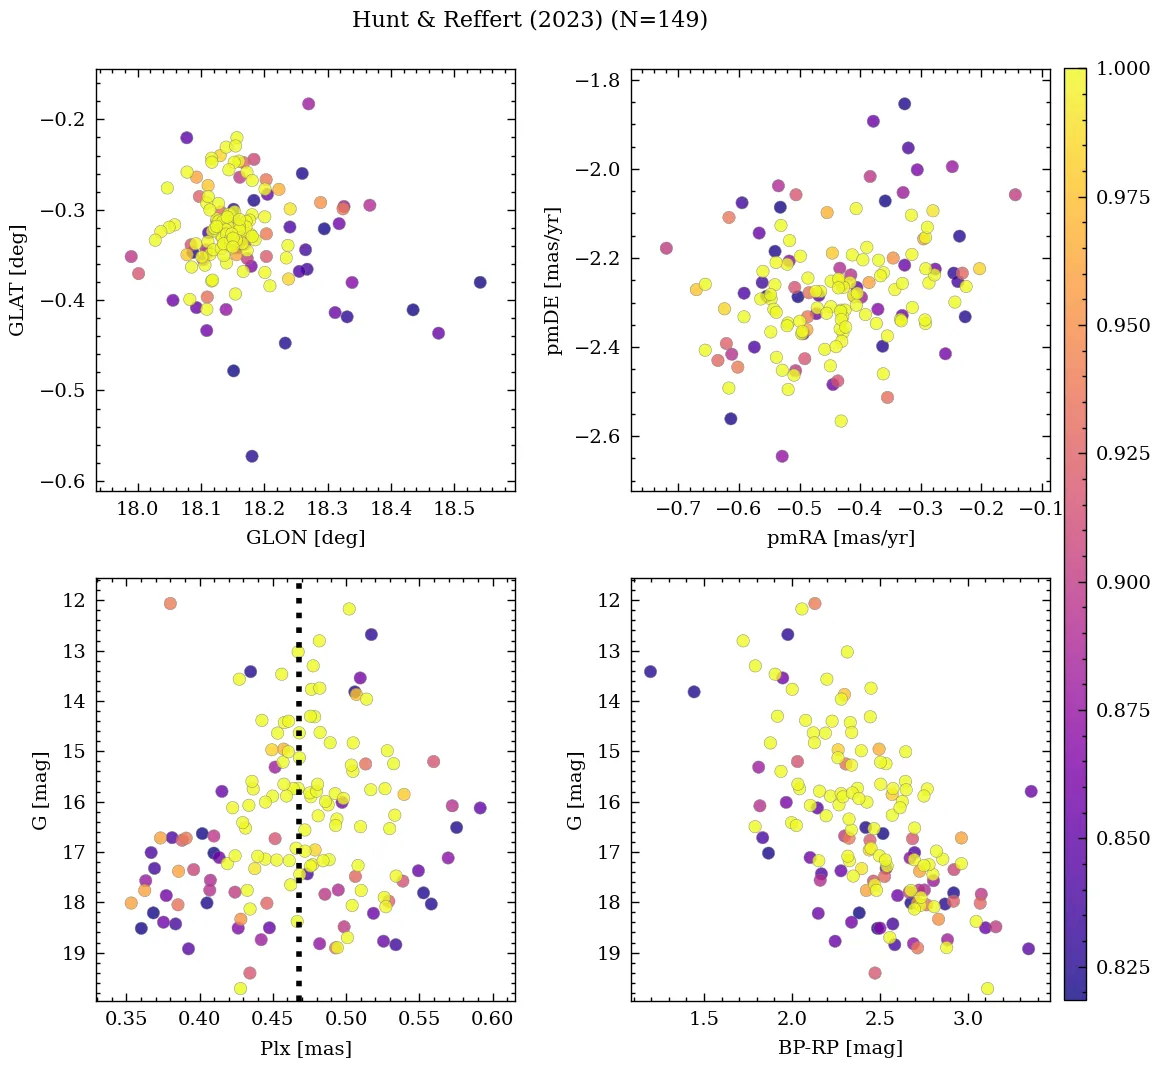 Hunt & Reffert (2023) (N=149)
−0.2
−0.3
−0.4
−0.5
−0.6
GLAT [deg]
18.0 18.1 18.2 18.3 18.4 18.5
GLON [deg]
−1.8
−2.0
−2.2
−2.4
−2.6
pmDE [mas/yr]
−0.7 −0.6 −0.5 −0.4 −0.3 −0.2 −0.1
pmRA [mas/yr]
12
13
14
15
16
17
18
19
G [mag]
0.35 0.40 0.45 0.50 0.55 0.60
Plx [mas]
12
13
14
15
16
17
18
19
G [mag]
1.5 2.0 2.5 3.0
BP-RP [mag]
1.000
0.975
0.950
0.925
0.900
0.875
0.850
0.825